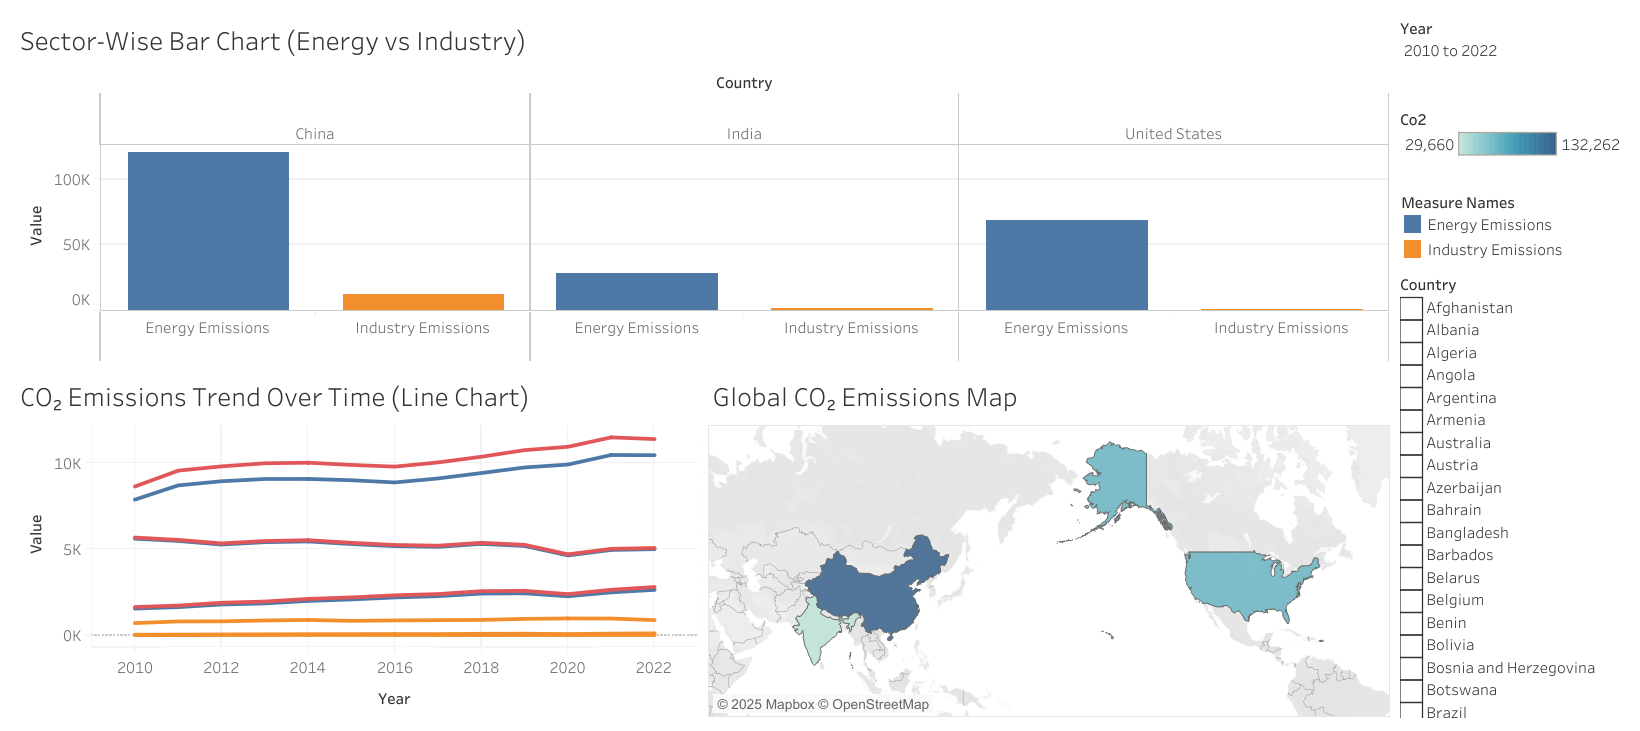 Sector-Wise Bar Chart (Energy vs Industry)
Country
China
India
United States
Value
100K
50K
0K
Energy Emissions
Industry Emissions
Energy Emissions
Industry Emissions
Energy Emissions
Industry Emissions
CO₂ Emissions Trend Over Time (Line Chart)
Value
10K
5K
0K
2010
2012
2014
2016
2018
2020
2022
Year
Global CO₂ Emissions Map
© 2025 Mapbox © OpenStreetMap
Year
2010 to 2022
Co2
29,660
132,262
Measure Names
Energy Emissions
Industry Emissions
Country
Afghanistan
Albania
Algeria
Angola
Argentina
Armenia
Australia
Austria
Azerbaijan
Bahrain
Bangladesh
Barbados
Belarus
Belgium
Benin
Bolivia
Bosnia and Herzegovina
Botswana
Brazil